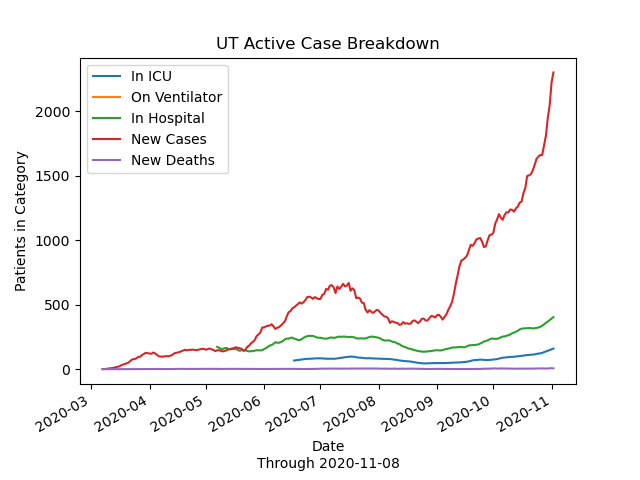 UT Active Case Breakdown
In ICU
On Ventilator
In Hospital
New Cases
New Deaths
Patients in Category
2000
1500
1000
500
0
2020-03
2020-04
2020-05
2020-06
2020-07
2020-08
2020-09
2020-10
2020-11
Date
Through 2020-11-08